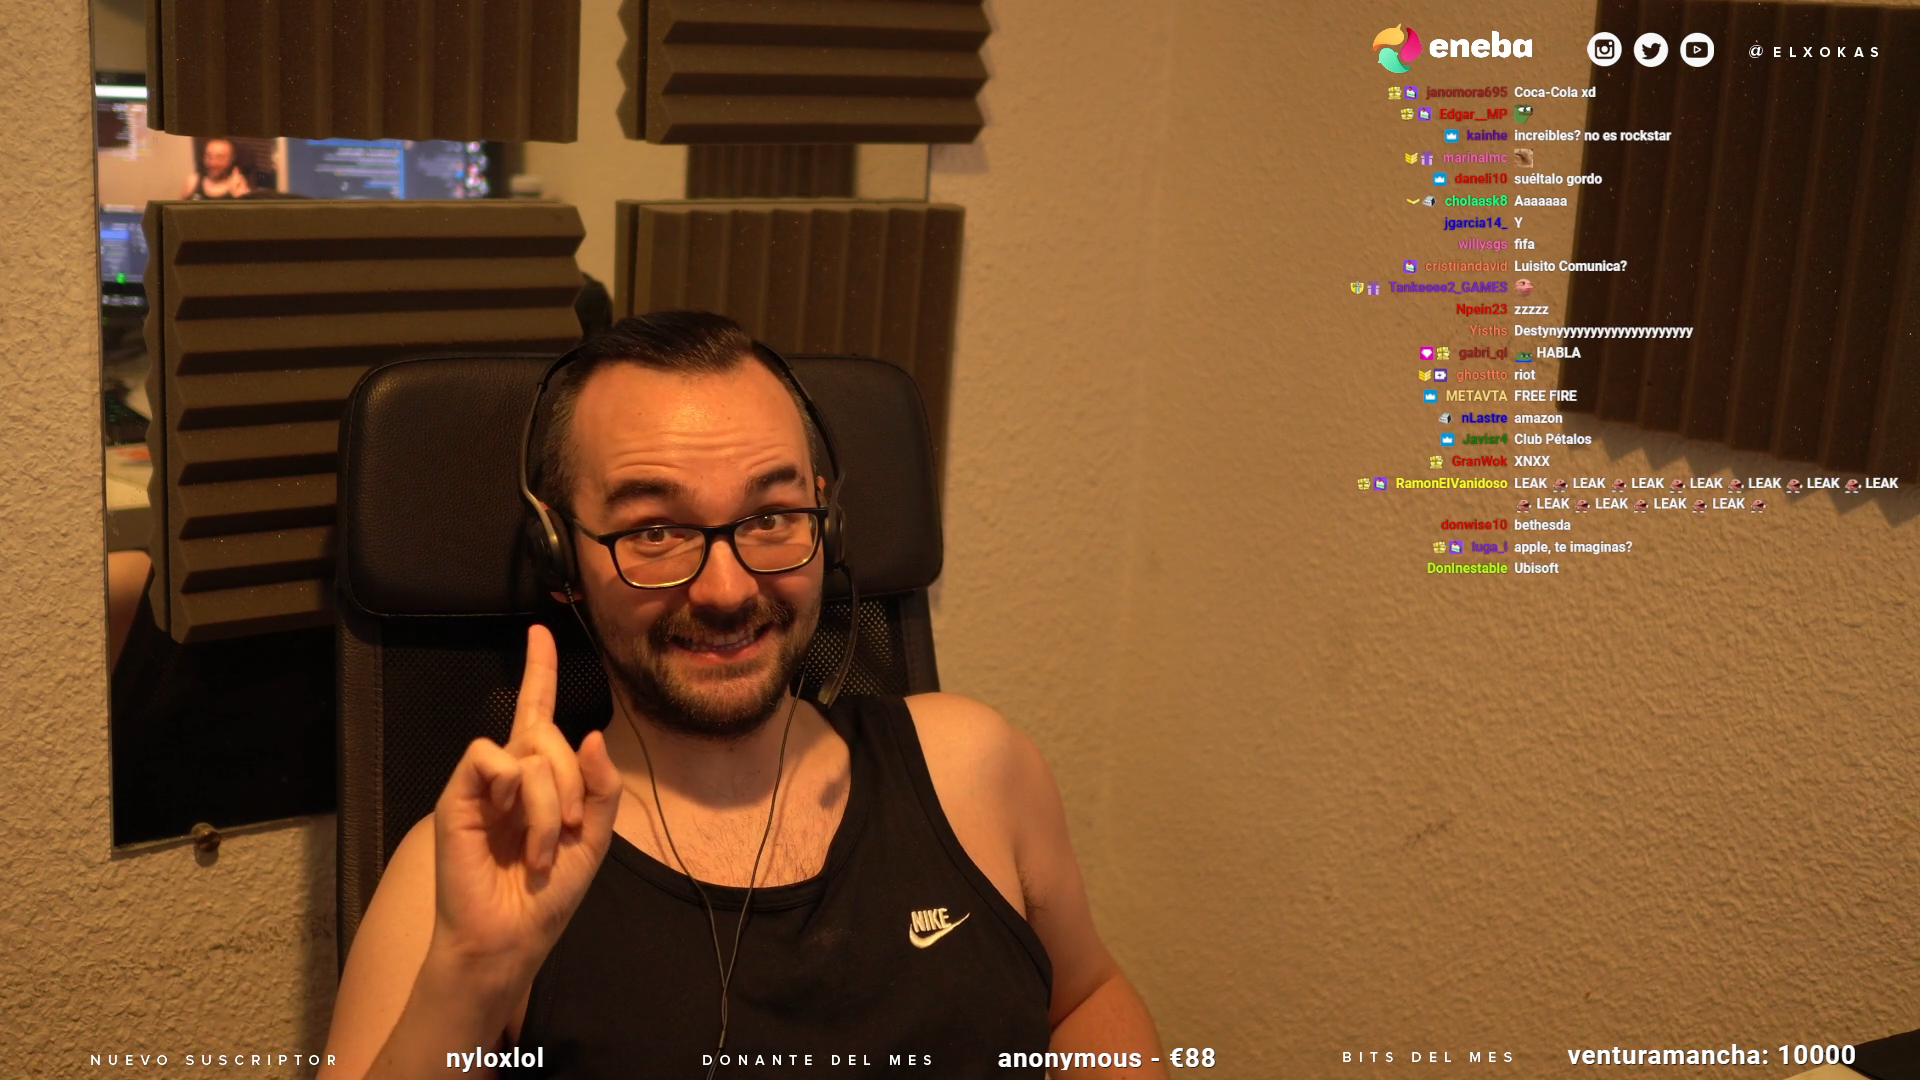 eneba
@ELXOKAS
janomora695 Coca-Cola xd
Edgar__MP
kainhe increibles? no es rockstar
marinalmc
daneli10 suéltalo gordo
cholaask8 Aaaaaaa
jgarcia14_ Y
willysgs fifa
cristiiandavid Luisito Comunica?
Tankeeee2_GAMES
Npein23 zzzzz
Yisths Destinyyyyyyyyyyyyyyyyyyyy
gabri_ql HABLA
ghosttto riot
METAVTA FREE FIRE
nLastre amazon
Javisr4 Club Pétalos
GranWok XNXX
RamonElVanidoso LEAK LEAK LEAK LEAK LEAK LEAK LEAK
LEAK LEAK LEAK LEAK
donwise10 bethesda
luga_i apple, te imaginas?
DonInestable Ubisoft
NIKE
NUEVO SUSCRIPTOR nyloxlol DONANTE DEL MES anonymous - €88 BITS DEL MES venturamancha: 10000